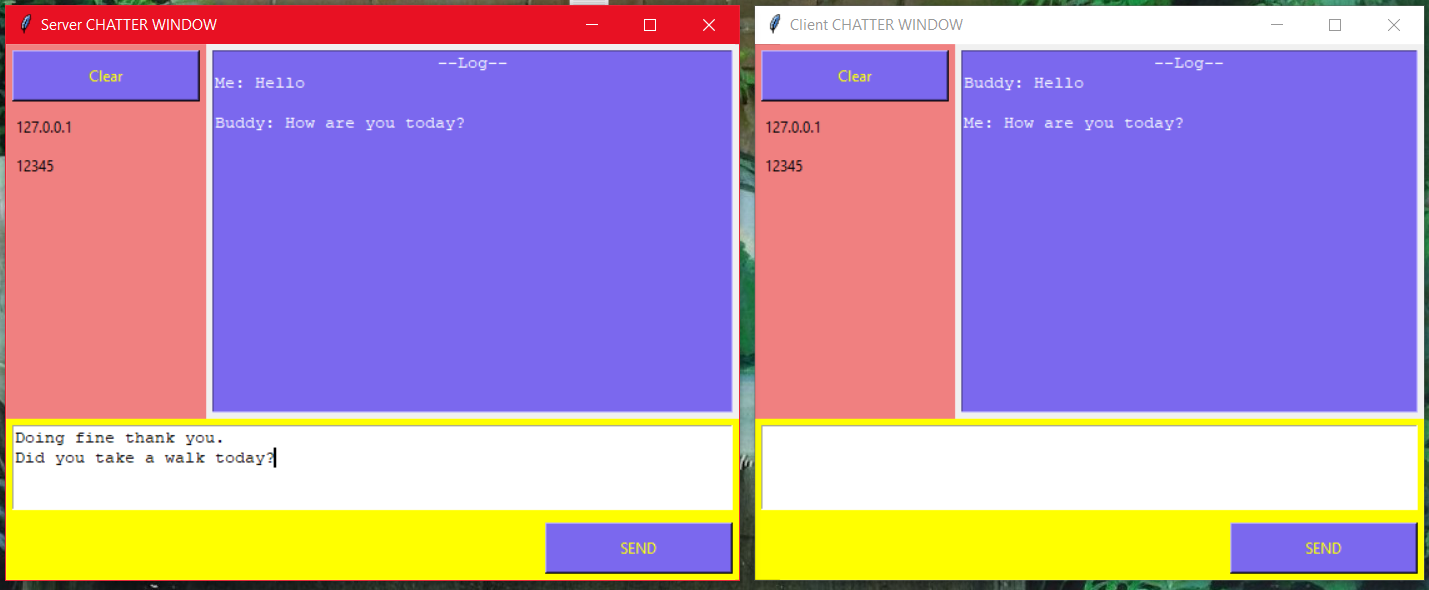 Server CHATTER WINDOW
Clear
127.0.0.1
12345
--Log--
Me: Hello
Buddy: How are you today?
Doing fine thank you.
Did you take a walk today?
SEND
Client CHATTER WINDOW
Clear
127.0.0.1
12345
--Log--
Buddy: Hello
Me: How are you today?
SEND